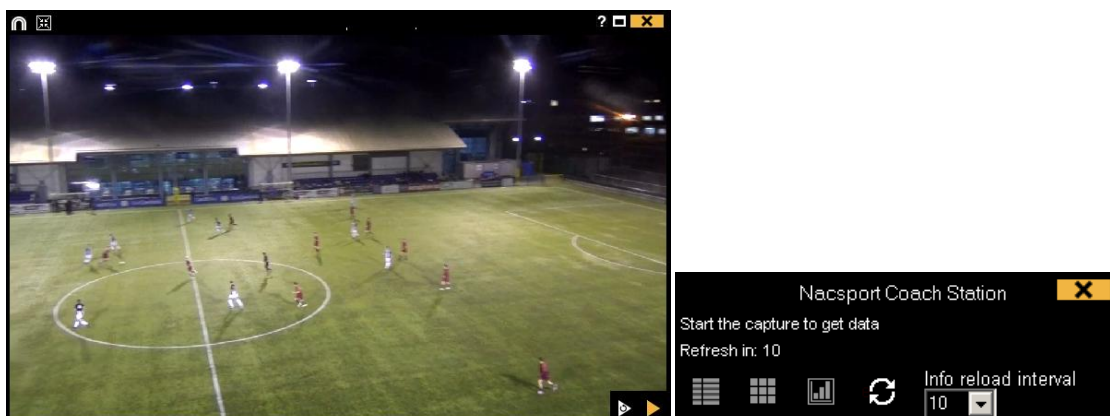 ?
Nacsport Coach Station
Start the capture to get data
Refresh in: 10
Info reload interval
10